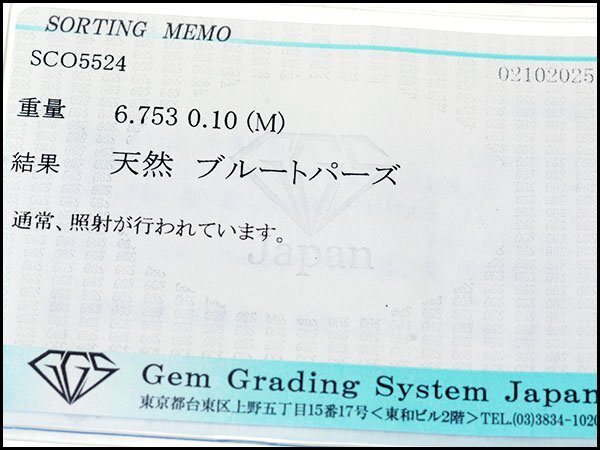 SORTING MEMO
SCO5524
02102025
重量 6.753 0.10 (M)
結果 天然 ブルートパーズ
通常、照射が行われています。
GGS
Japan
GGS
Gem Grading System Japan
東京都台東区上野五丁目15番17号<東和ビル2階>TEL.(03)3834-1020